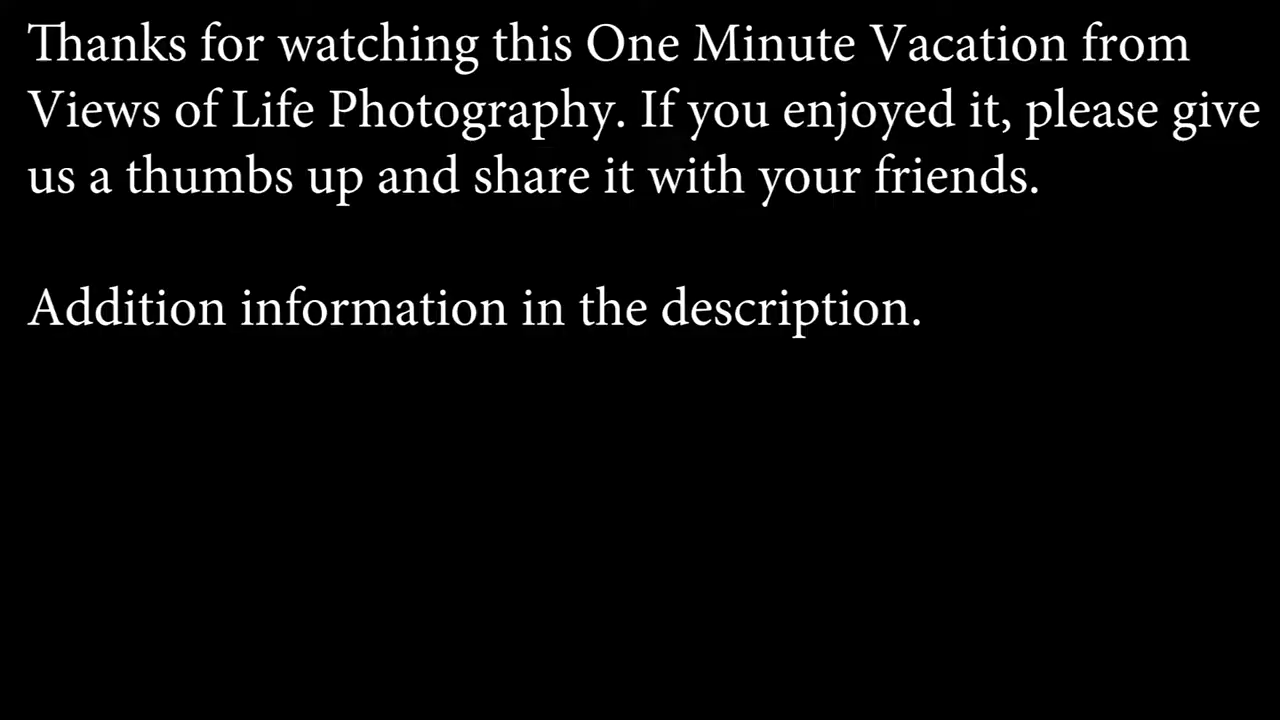 Thanks for watching this One Minute Vacation from
Views of Life Photography. If you enjoyed it, please give
us a thumbs up and share it with your friends.
Addition information in the description.